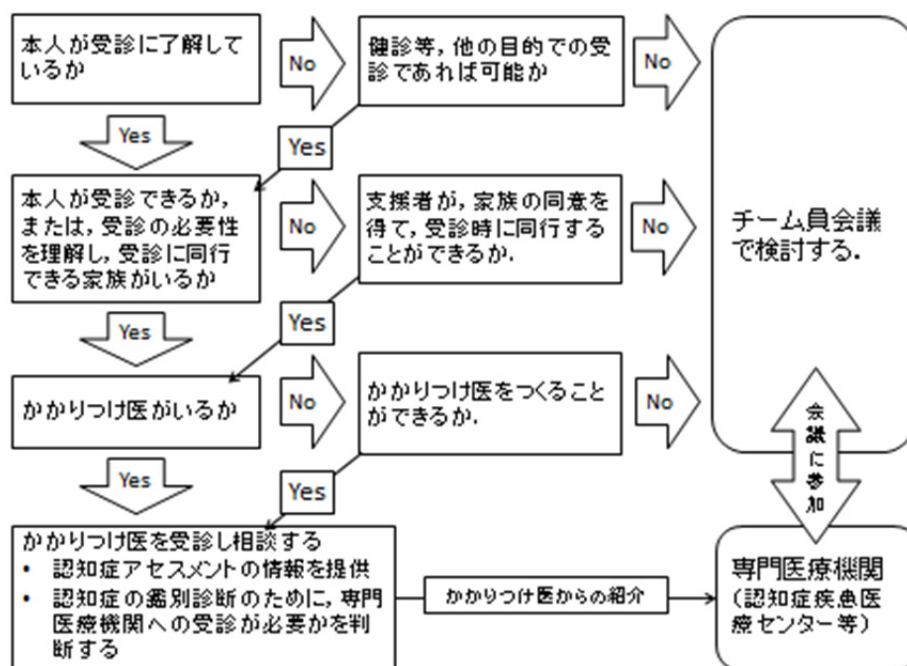 本人が受診に了解して
いるか
No
健診等，他の目的での受
診であれば可能か
No
Yes
Yes
本人が受診できるか，
または，受診の必要性
を理解し，受診に同行
できる家族がいるか
No
支援者が，家族の同意を
得て，受診時に同行する
ことができるか．
No
チーム員会議
で検討する．
Yes
Yes
かかりつけ医がいるか
No
かかりつけ医をつくること
ができるか．
No
会議に参加
Yes
Yes
かかりつけ医を受診し相談する
• 認知症アセスメントの情報を提供
• 認知症の鑑別診断のために，専門
医療機関への受診が必要かを判
断する
かかりつけ医からの紹介
専門医療機関
（認知症疾患医
療センター等）